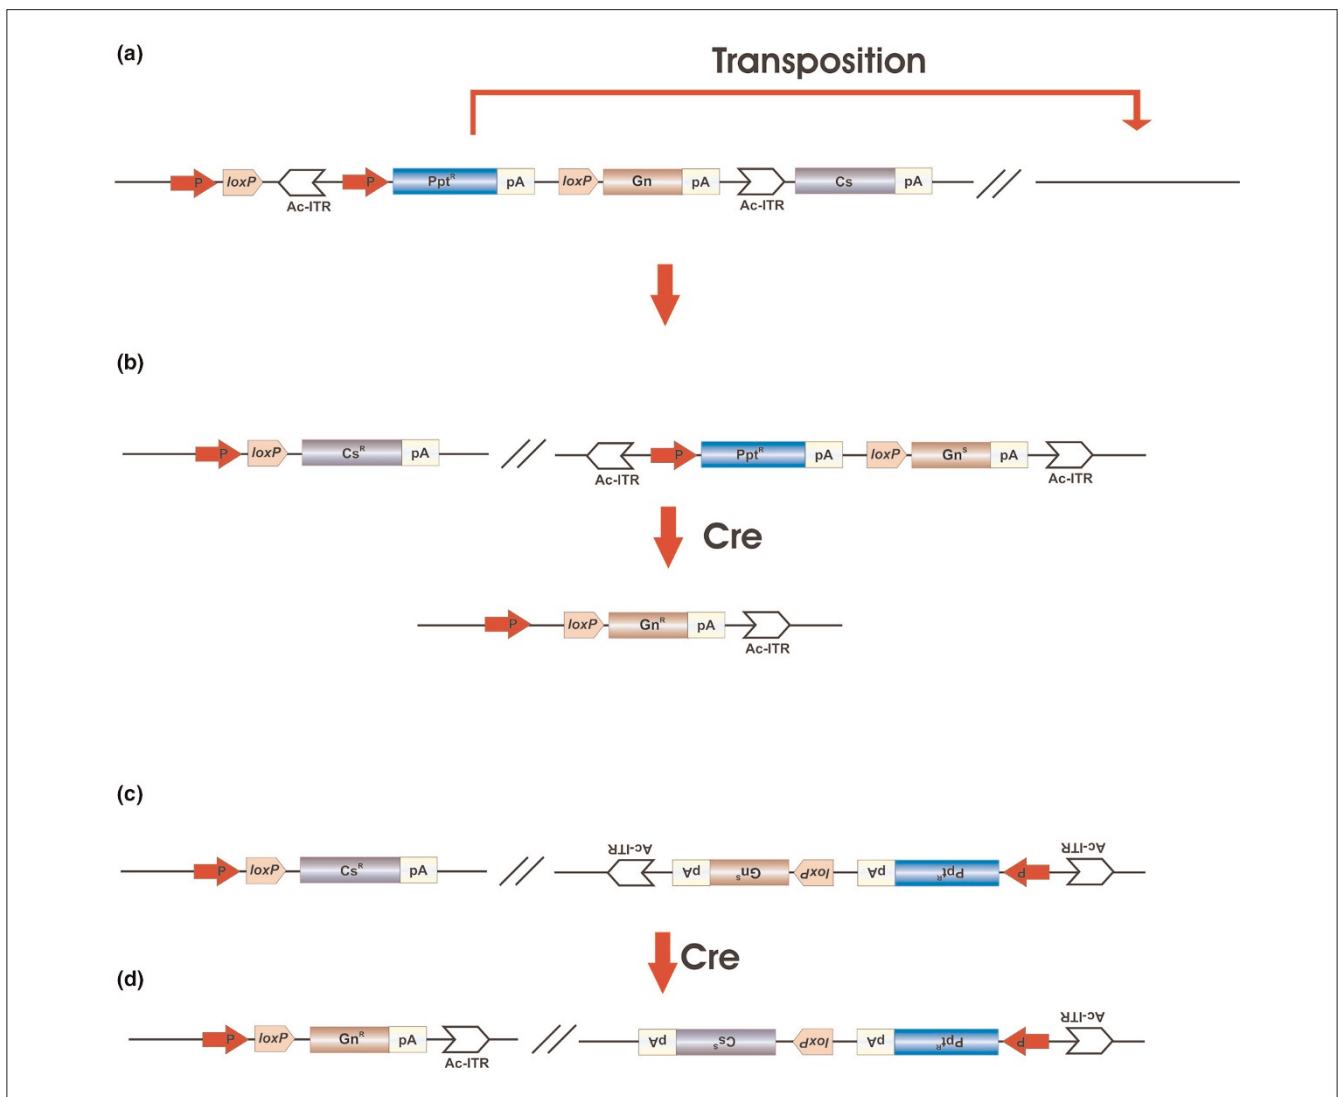 (a)
Transposition
P loxP P Ppt^R pA loxP Gn pA Cs pA
Ac-ITR Ac-ITR
(b)
P loxP Cs^R pA P Ppt^R pA loxP Gn^S pA
Ac-ITR Ac-ITR
Cre
P loxP Gn^R pA
Ac-ITR
(c)
Ac-ITR Ac-ITR
P loxP Cs^R pA pA Gn^S loxP pA Ppt^R P
Cre
(d)
Ac-ITR
P loxP Gn^R pA pA Cs^S loxP pA Ppt^R P
Ac-ITR